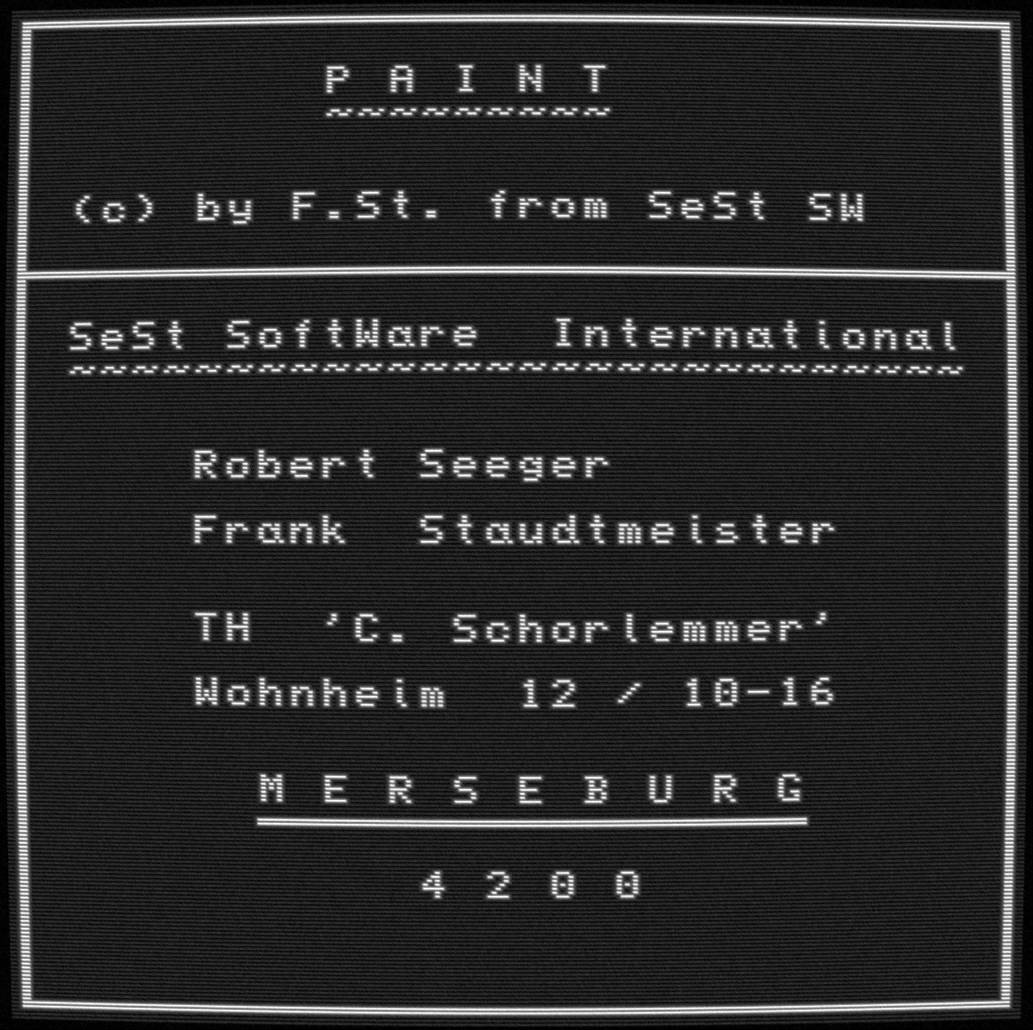 P A I N T
~~~~~~~~~
(c) by F.St. from SeSt SW
SeSt SoftWare  International
~~~~~~~~~~~~~~~~~~~~~~~~~~~~
Robert Seeger
Frank  Staudtmeister
TH  'C. Schorlemmer'
Wohnheim  12 / 10-16
M E R S E B U R G
4 2 0 0